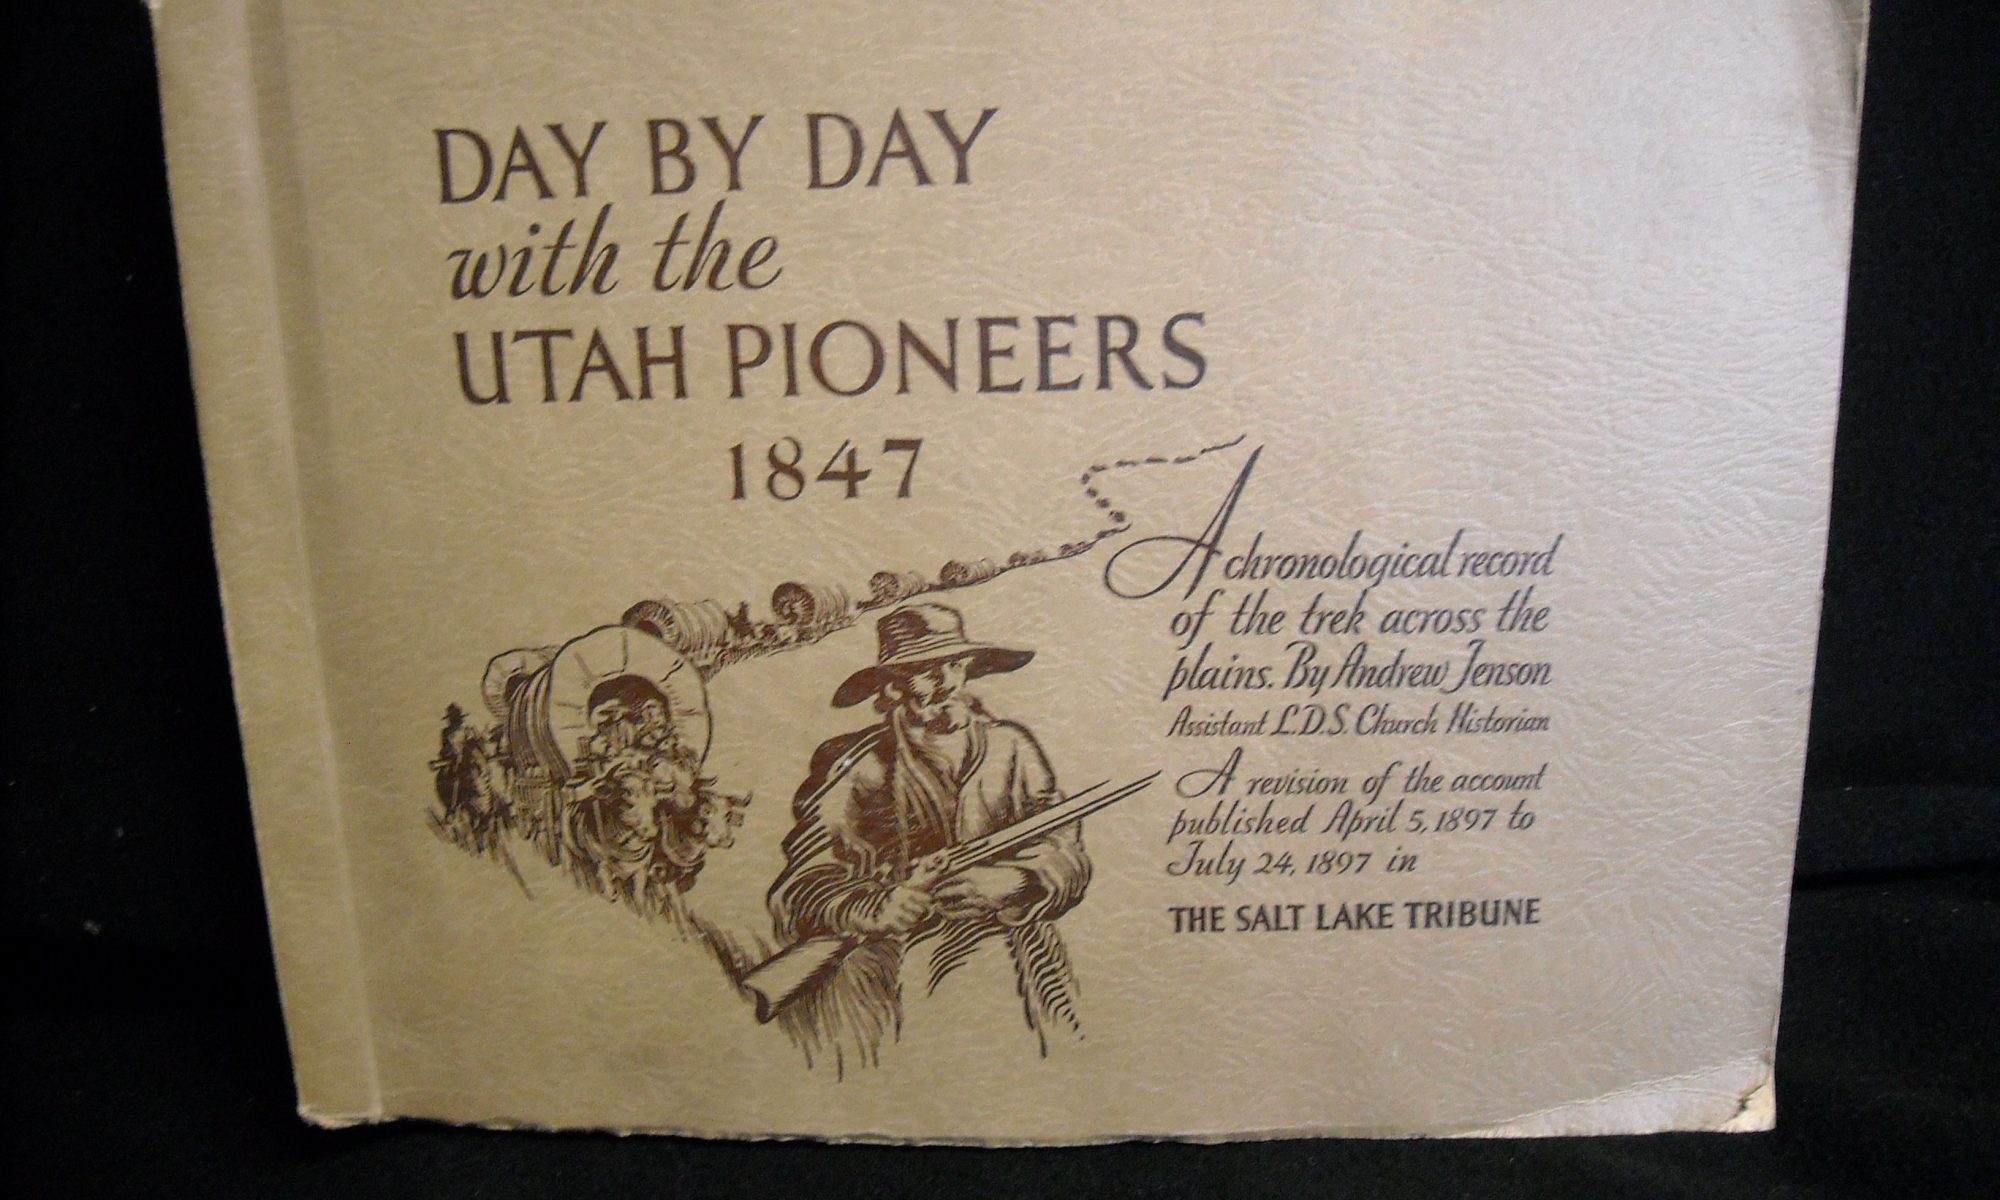 DAY BY DAY
with the
UTAH PIONEERS
1847
A chronological record
of the trek across the
plains. By Andrew Jenson
Assistant L.D.S. Church Historian
A revision of the account
published April 5, 1897 to
July 24, 1897 in
THE SALT LAKE TRIBUNE